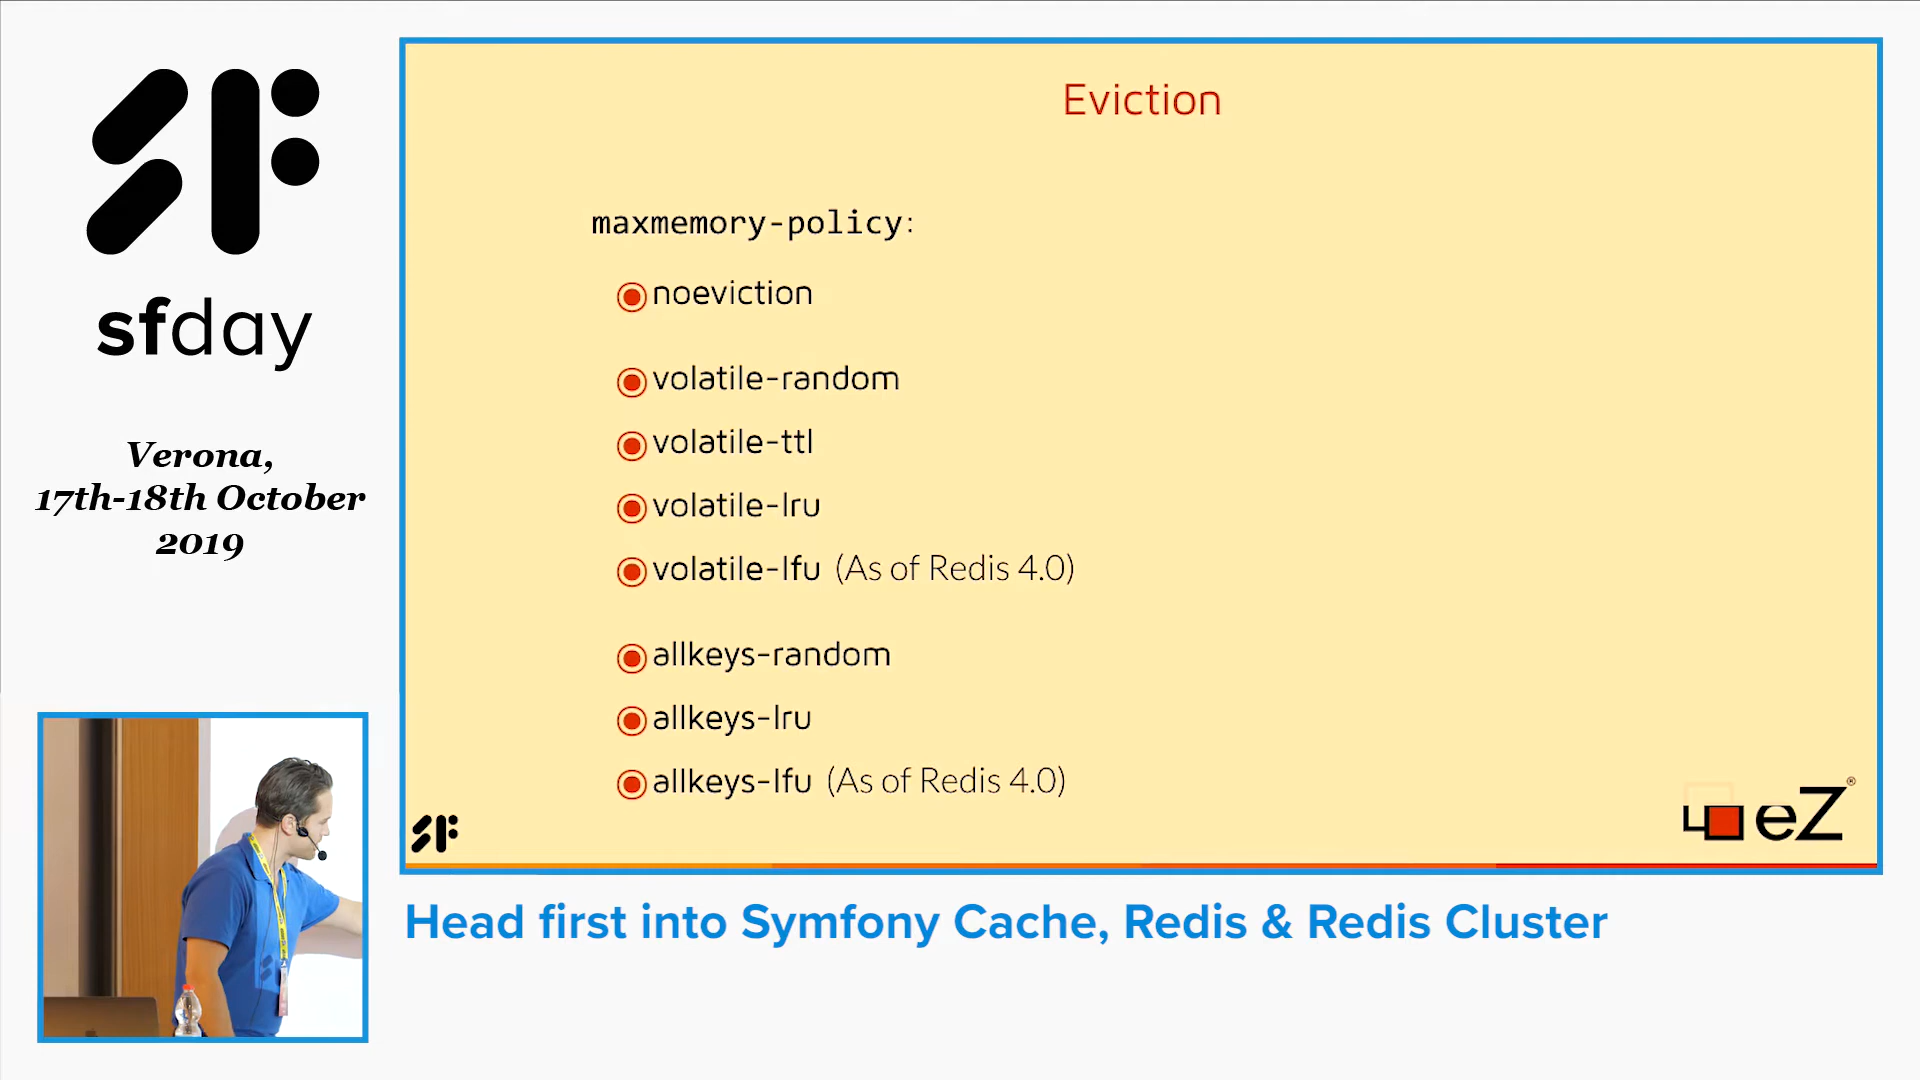 sfday
Verona,
17th-18th October
2019
Eviction
maxmemory-policy:
noeviction
volatile-random
volatile-ttl
volatile-lru
volatile-lfu (As of Redis 4.0)
allkeys-random
allkeys-lru
allkeys-lfu (As of Redis 4.0)
eZ®
Head first into Symfony Cache, Redis & Redis Cluster